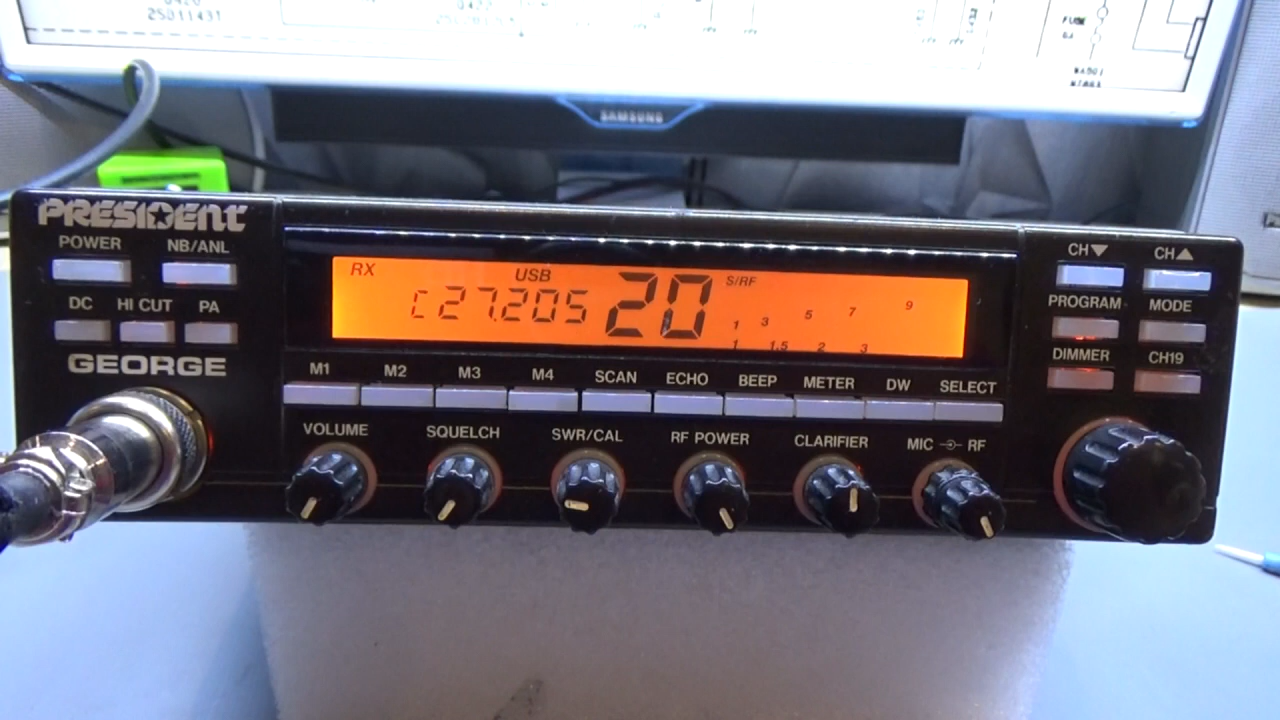 25011431
FUSE
SAMSUNG
PRESIDENT
POWER NB/ANL
DC HI CUT PA
GEORGE
RX USB 20 S/RF
C 27.205
1 3 5 7 9
1 1.5 2 3
M1 M2 M3 M4 SCAN ECHO BEEP METER DW SELECT
VOLUME SQUELCH SWR/CAL RF POWER CLARIFIER MIC RF
CH▼ CH▲
PROGRAM MODE
DIMMER CH19